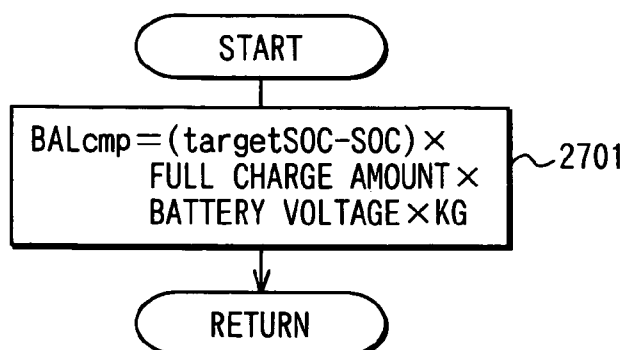 START
BALcmp=(targetSOC-SOC)×
FULL CHARGE AMOUNT×
BATTERY VOLTAGE×KG
2701
RETURN